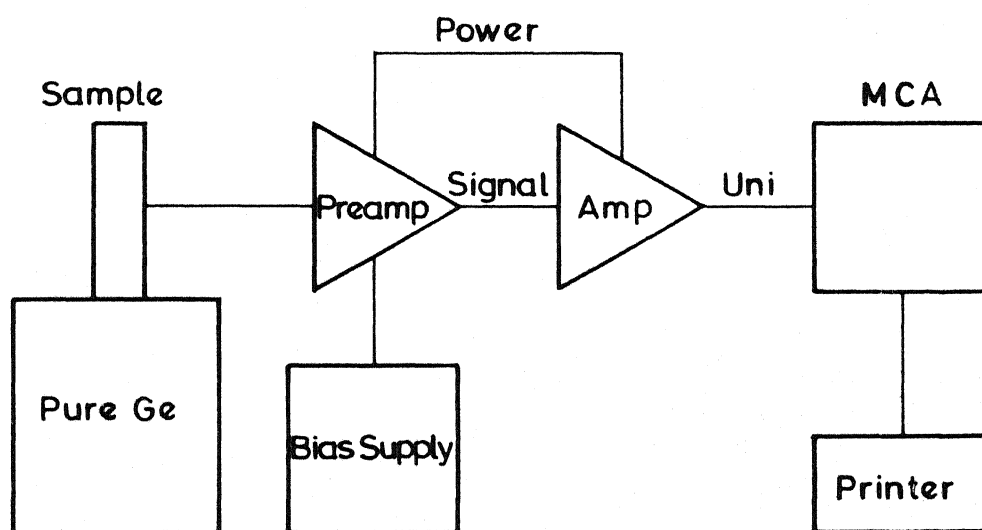 Power
Sample
MCA
Signal
Uni
Preamp
Amp
Pure Ge
Bias Supply
Printer